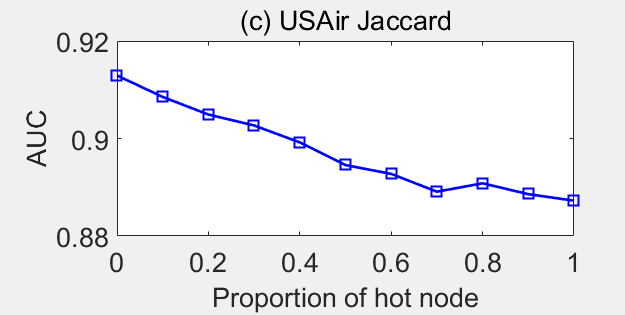 (c) USAir Jaccard
0.92
0.9
0.88
AUC
0 0.2 0.4 0.6 0.8 1
Proportion of hot node